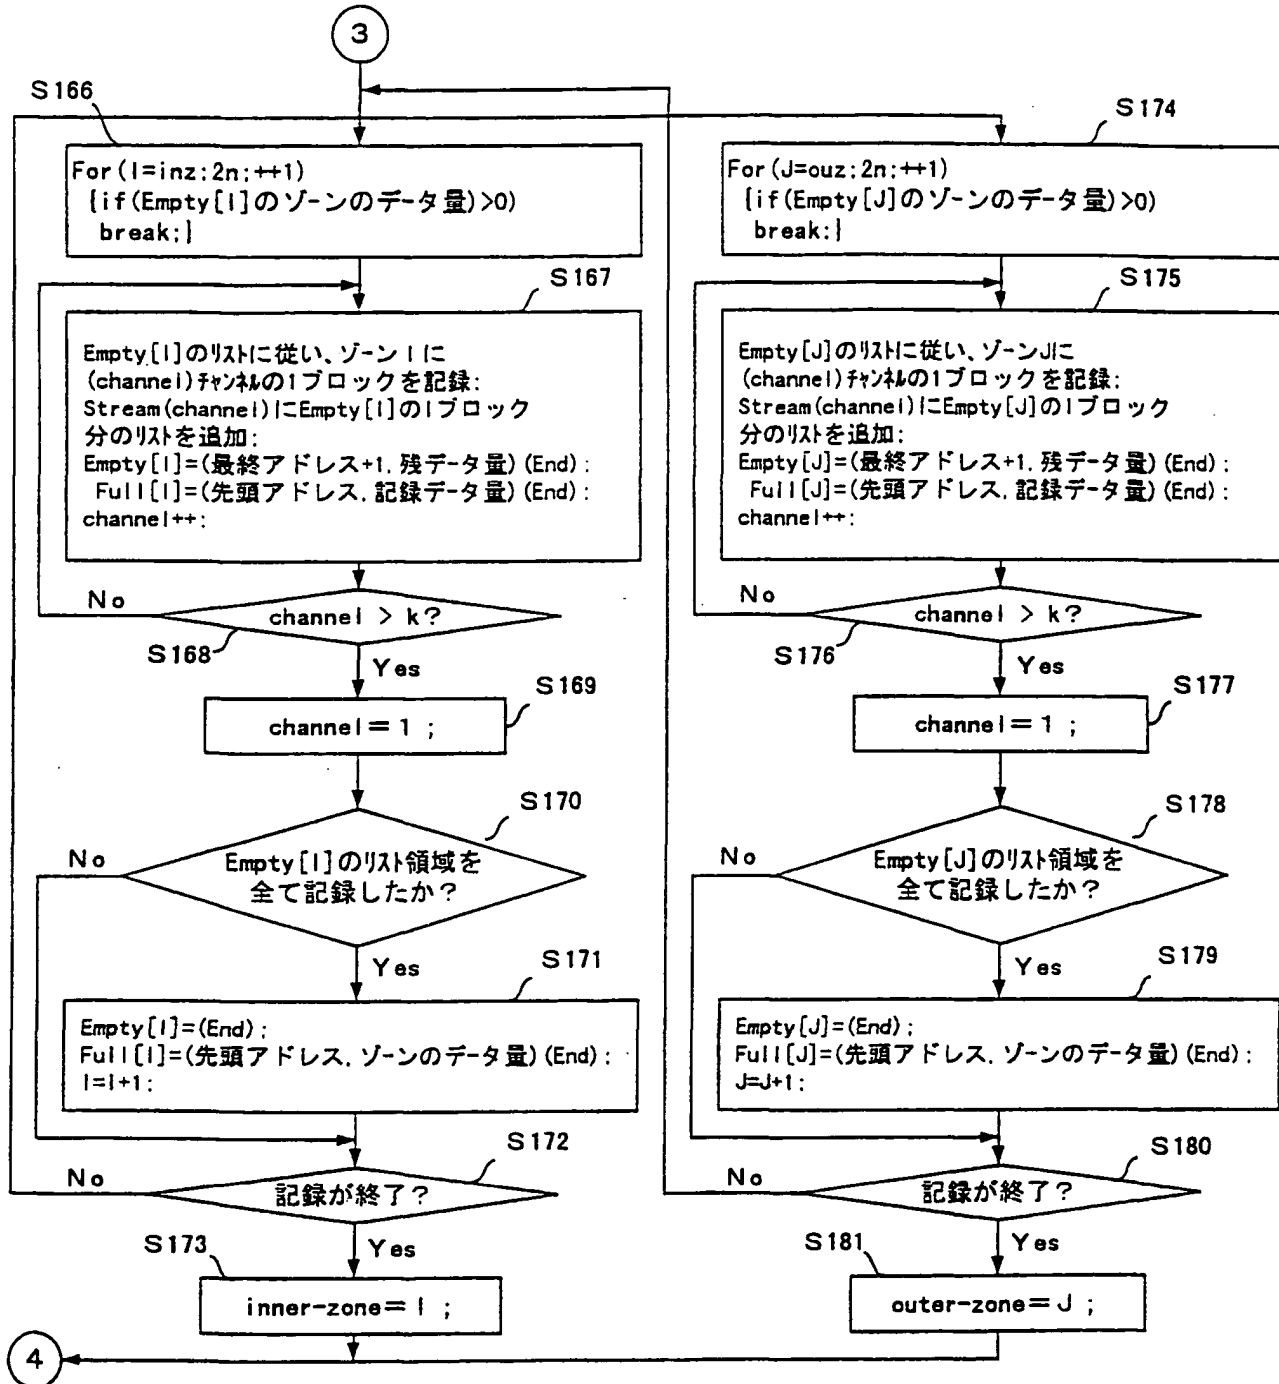 3
S166
For(I=inz:2n:++1)
{if(Empty[I]のゾーンのデータ量)>0)
break:}
S167
Empty[I]のリストに従い、ゾーンIに
(channel)チャンネルの1ブロックを記録:
Stream(channel)にEmpty[I]の1ブロック
分のリストを追加:
Empty[I]=(最終アドレス+1,残データ量)(End):
Full[I]=(先頭アドレス,記録データ量)(End):
channel++:
No
channel > k?
S168
Yes
S169
channel=1 ;
S170
No
Empty[I]のリスト領域を
全て記録したか?
Yes
S171
Empty[I]=(End);
Full[I]=(先頭アドレス,ゾーンのデータ量)(End):
I=I+1:
S172
No
記録が終了?
S173
Yes
inner-zone=I ;
4
S174
For(J=ouz:2n:++1)
{if(Empty[J]のゾーンのデータ量)>0)
break:}
S175
Empty[J]のリストに従い、ゾーンJに
(channel)チャンネルの1ブロックを記録:
Stream(channel)にEmpty[J]の1ブロック
分のリストを追加:
Empty[J]=(最終アドレス+1,残データ量)(End):
Full[J]=(先頭アドレス,記録データ量)(End):
channel++:
No
channel > k?
S176
Yes
S177
channel=1 ;
S178
No
Empty[J]のリスト領域を
全て記録したか?
Yes
S179
Empty[J]=(End);
Full[J]=(先頭アドレス,ゾーンのデータ量)(End):
J=J+1:
S180
No
記録が終了?
S181
Yes
outer-zone=J ;